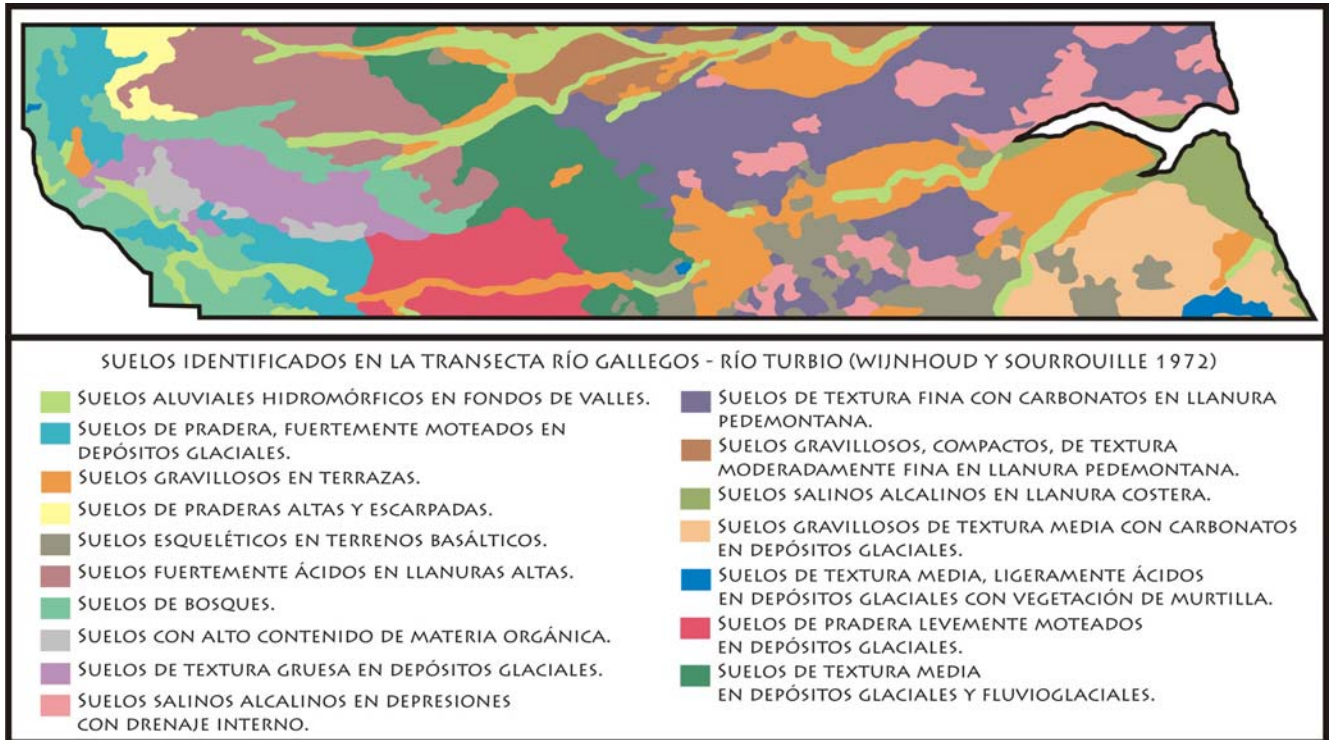 SUELOS IDENTIFICADOS EN LA TRANSECTA RÍO GALLEGOS - RÍO TURBIO (WIJNHOUD Y SOURROUILLE 1972)
SUELOS ALUVIALES HIDROMÓRFICOS EN FONDOS DE VALLES.
SUELOS DE PRADERA, FUERTEMENTE MOTEADOS EN
DEPÓSITOS GLACIALES.
SUELOS GRAVILLOSOS EN TERRAZAS.
SUELOS DE PRADERAS ALTAS Y ESCARPADAS.
SUELOS ESQUELÉTICOS EN TERRENOS BASÁLTICOS.
SUELOS FUERTEMENTE ÁCIDOS EN LLANURAS ALTAS.
SUELOS DE BOSQUES.
SUELOS CON ALTO CONTENIDO DE MATERIA ORGÁNICA.
SUELOS DE TEXTURA GRUESA EN DEPÓSITOS GLACIALES.
SUELOS SALINOS ALCALINOS EN DEPRESIONES
CON DRENAJE INTERNO.
SUELOS DE TEXTURA FINA CON CARBONATOS EN LLANURA
PEDEMONTANA.
SUELOS GRAVILLOSOS, COMPACTOS, DE TEXTURA
MODERADAMENTE FINA EN LLANURA PEDEMONTANA.
SUELOS SALINOS ALCALINOS EN LLANURA COSTERA.
SUELOS GRAVILLOSOS DE TEXTURA MEDIA CON CARBONATOS
EN DEPÓSITOS GLACIALES.
SUELOS DE TEXTURA MEDIA, LIGERAMENTE ÁCIDOS
EN DEPÓSITOS GLACIALES CON VEGETACIÓN DE MURTILLA.
SUELOS DE PRADERA LEVEMENTE MOTEADOS
EN DEPÓSITOS GLACIALES.
SUELOS DE TEXTURA MEDIA
EN DEPÓSITOS GLACIALES Y FLUVIOGLACIALES.